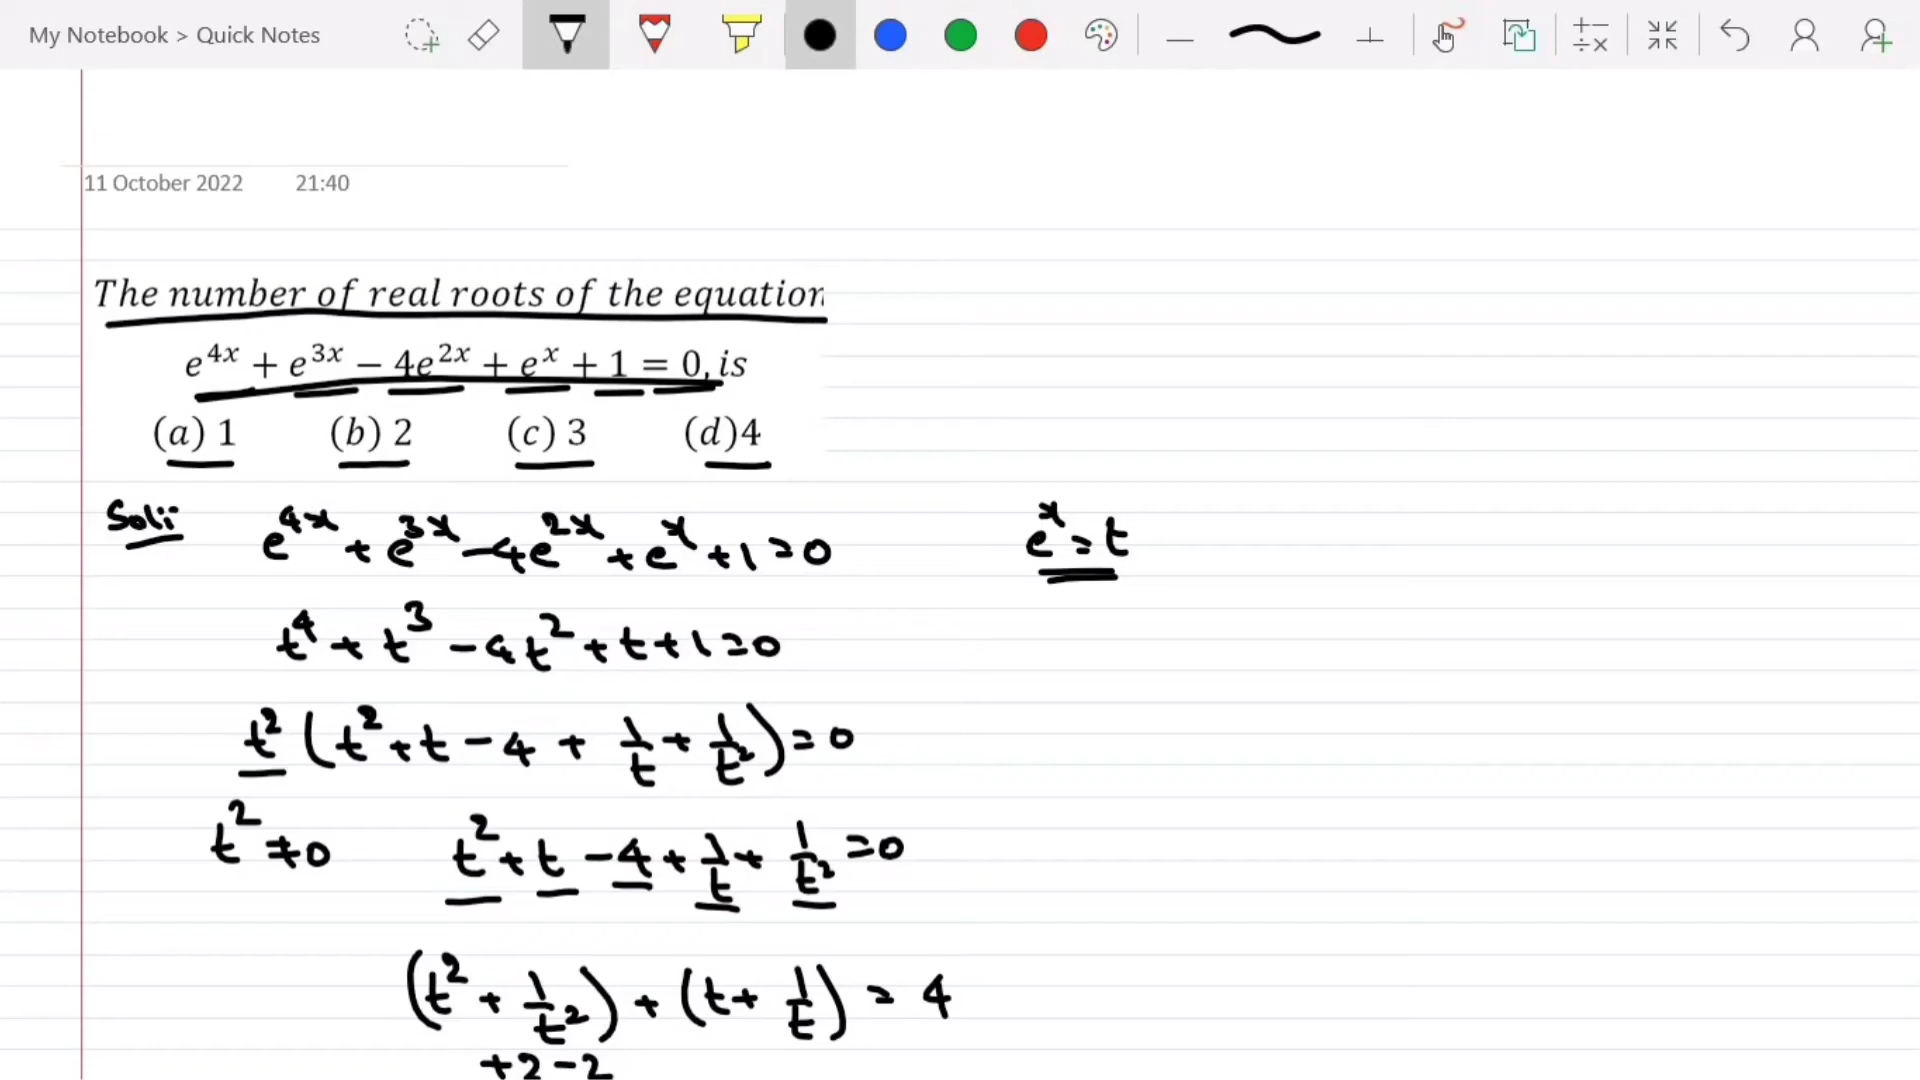 My Notebook > Quick Notes
11 October 2022 21:40
The number of real roots of the equation
e^{4x} + e^{3x} − 4e^{2x} + e^x + 1 = 0, is
(a) 1 (b) 2 (c) 3 (d)4
Sol: e^{4x} + e^{3x} − 4e^{2x} + e^x + 1 = 0 e^x = t
t^4 + t^3 − 4t^2 + t + 1 = 0
t^2 (t^2 + t − 4 + 1/t + 1/t^2) = 0
t^2 ≠ 0 t^2 + t − 4 + 1/t + 1/t^2 = 0
(t^2 + 1/t^2) + (t + 1/t) = 4
+2 −2